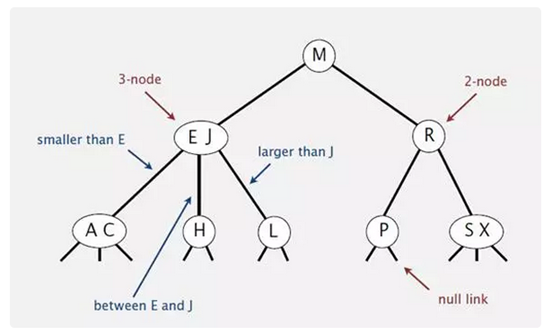 M
3-node
2-node
E J
R
smaller than E
larger than J
A C
H
L
P
S X
between E and J
null link